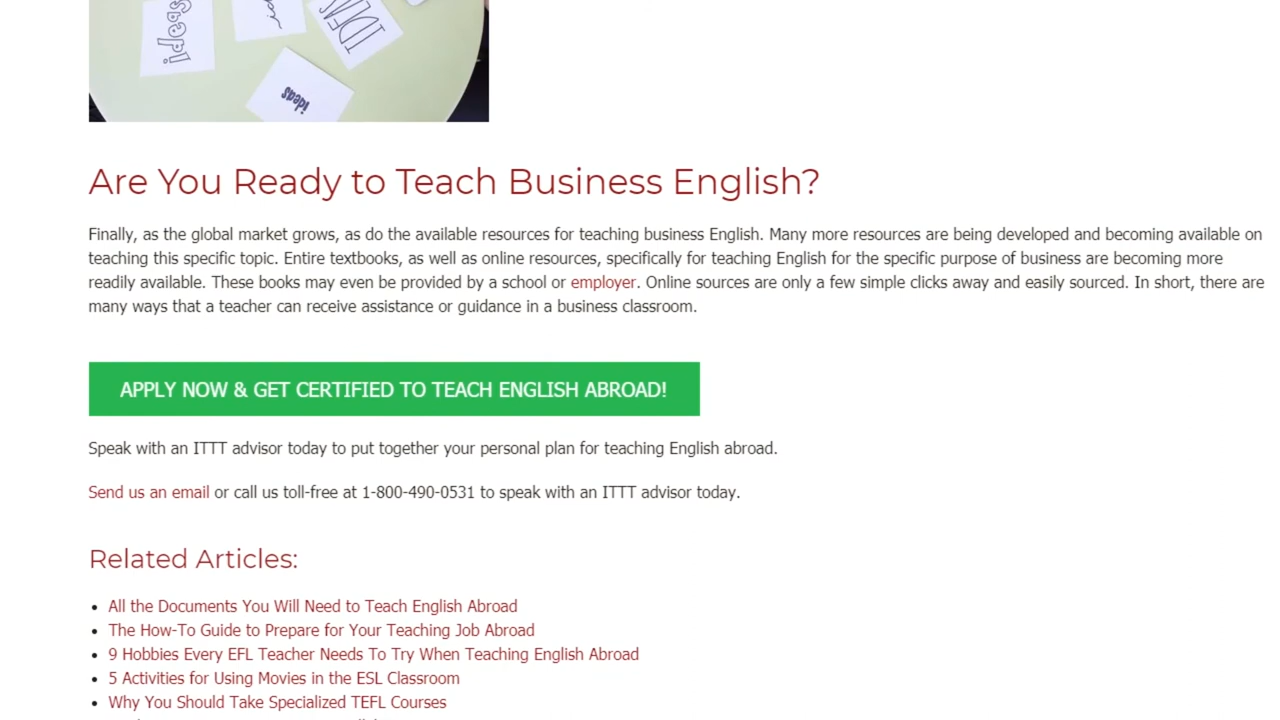 ideas
IDEAS
ideas
Are You Ready to Teach Business English?
Finally, as the global market grows, as do the available resources for teaching business English. Many more resources are being developed and becoming available on
teaching this specific topic. Entire textbooks, as well as online resources, specifically for teaching English for the specific purpose of business are becoming more
readily available. These books may even be provided by a school or employer. Online sources are only a few simple clicks away and easily sourced. In short, there are
many ways that a teacher can receive assistance or guidance in a business classroom.
APPLY NOW & GET CERTIFIED TO TEACH ENGLISH ABROAD!
Speak with an ITTT advisor today to put together your personal plan for teaching English abroad.
Send us an email or call us toll-free at 1-800-490-0531 to speak with an ITTT advisor today.
Related Articles:
• All the Documents You Will Need to Teach English Abroad
• The How-To Guide to Prepare for Your Teaching Job Abroad
• 9 Hobbies Every EFL Teacher Needs To Try When Teaching English Abroad
• 5 Activities for Using Movies in the ESL Classroom
• Why You Should Take Specialized TEFL Courses